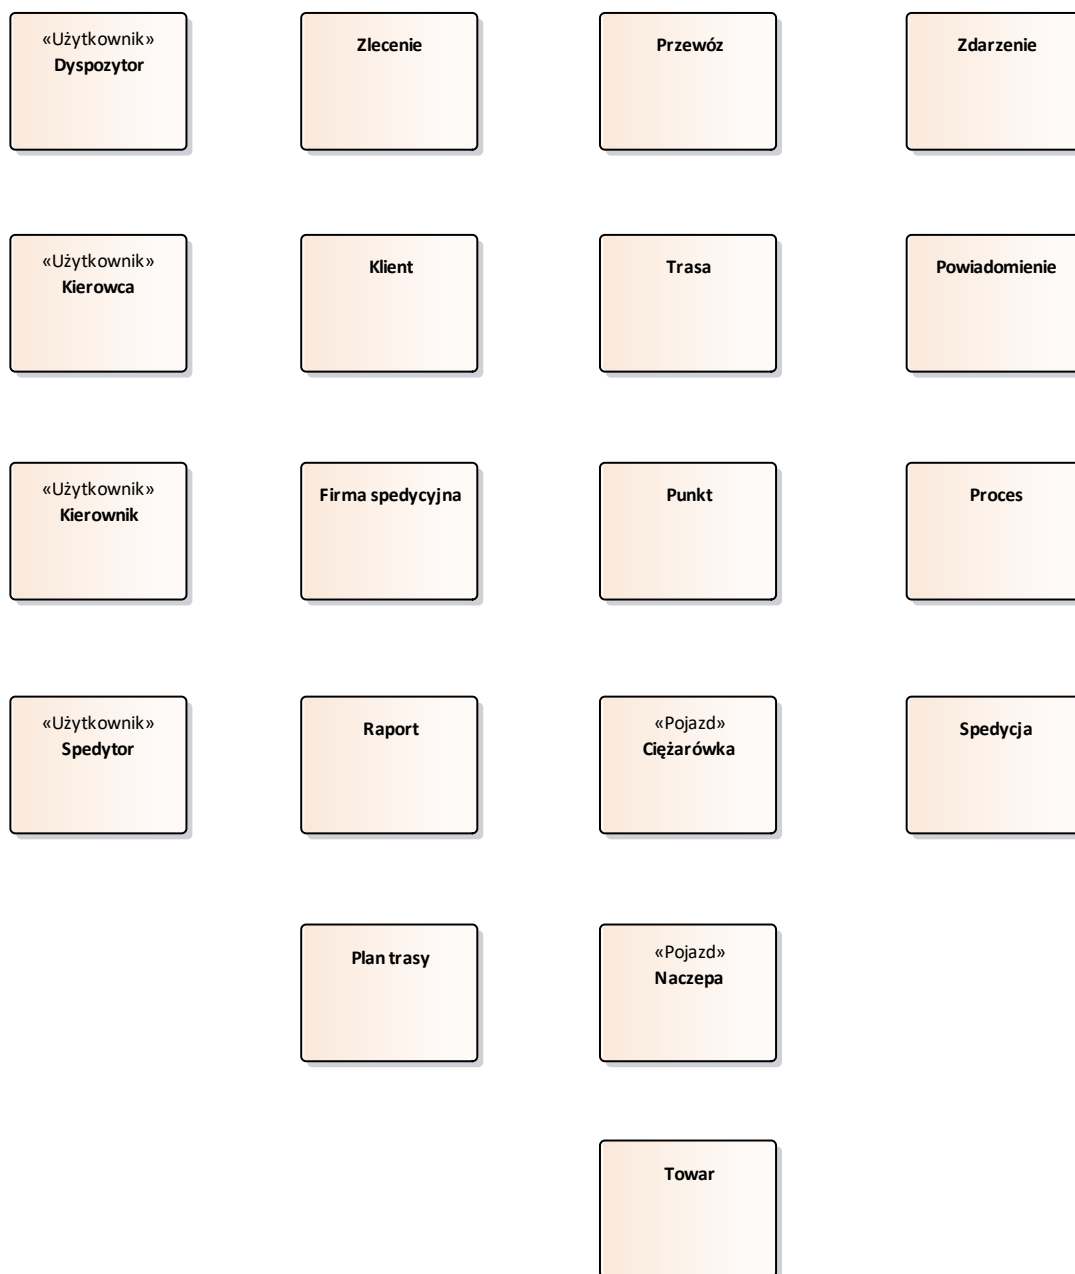 «Użytkownik»
Dyspozytor
Zlecenie
Przewóz
Zdarzenie
«Użytkownik»
Kierowca
Klient
Trasa
Powiadomienie
«Użytkownik»
Kierownik
Firma spedycyjna
Punkt
Proces
«Użytkownik»
Spedytor
Raport
«Pojazd»
Ciężarówka
Spedycja
Plan trasy
«Pojazd»
Naczepa
Towar